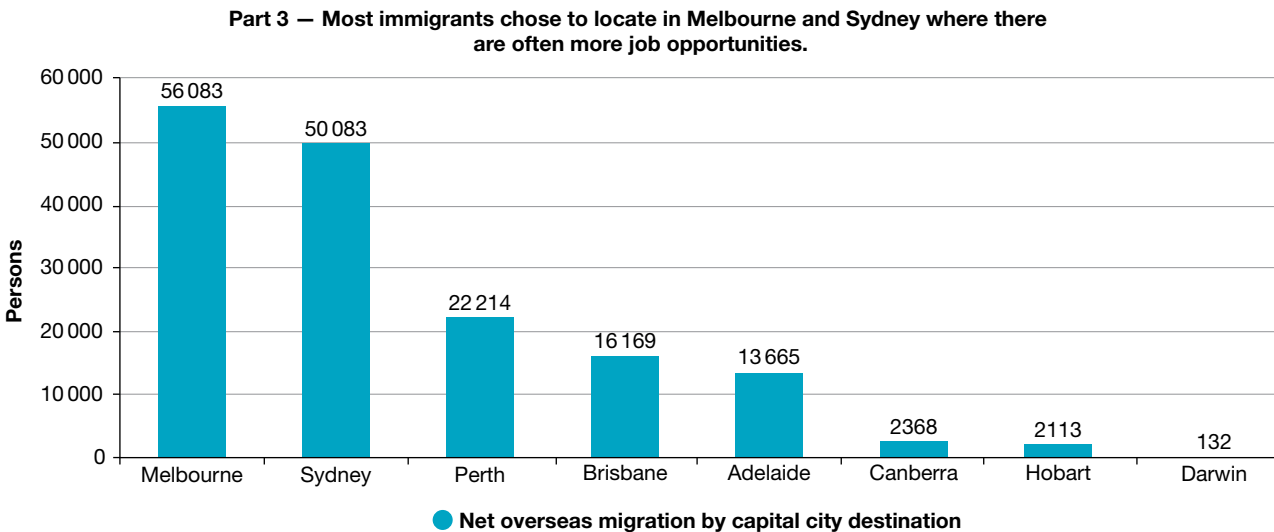 Part 3 — Most immigrants chose to locate in Melbourne and Sydney where there
are often more job opportunities.
60 000
50 000
40 000
30 000
20 000
10 000
0
Persons
56 083
50 083
22 214
16 169
13 665
2368
2113
132
Melbourne
Sydney
Perth
Brisbane
Adelaide
Canberra
Hobart
Darwin
Net overseas migration by capital city destination